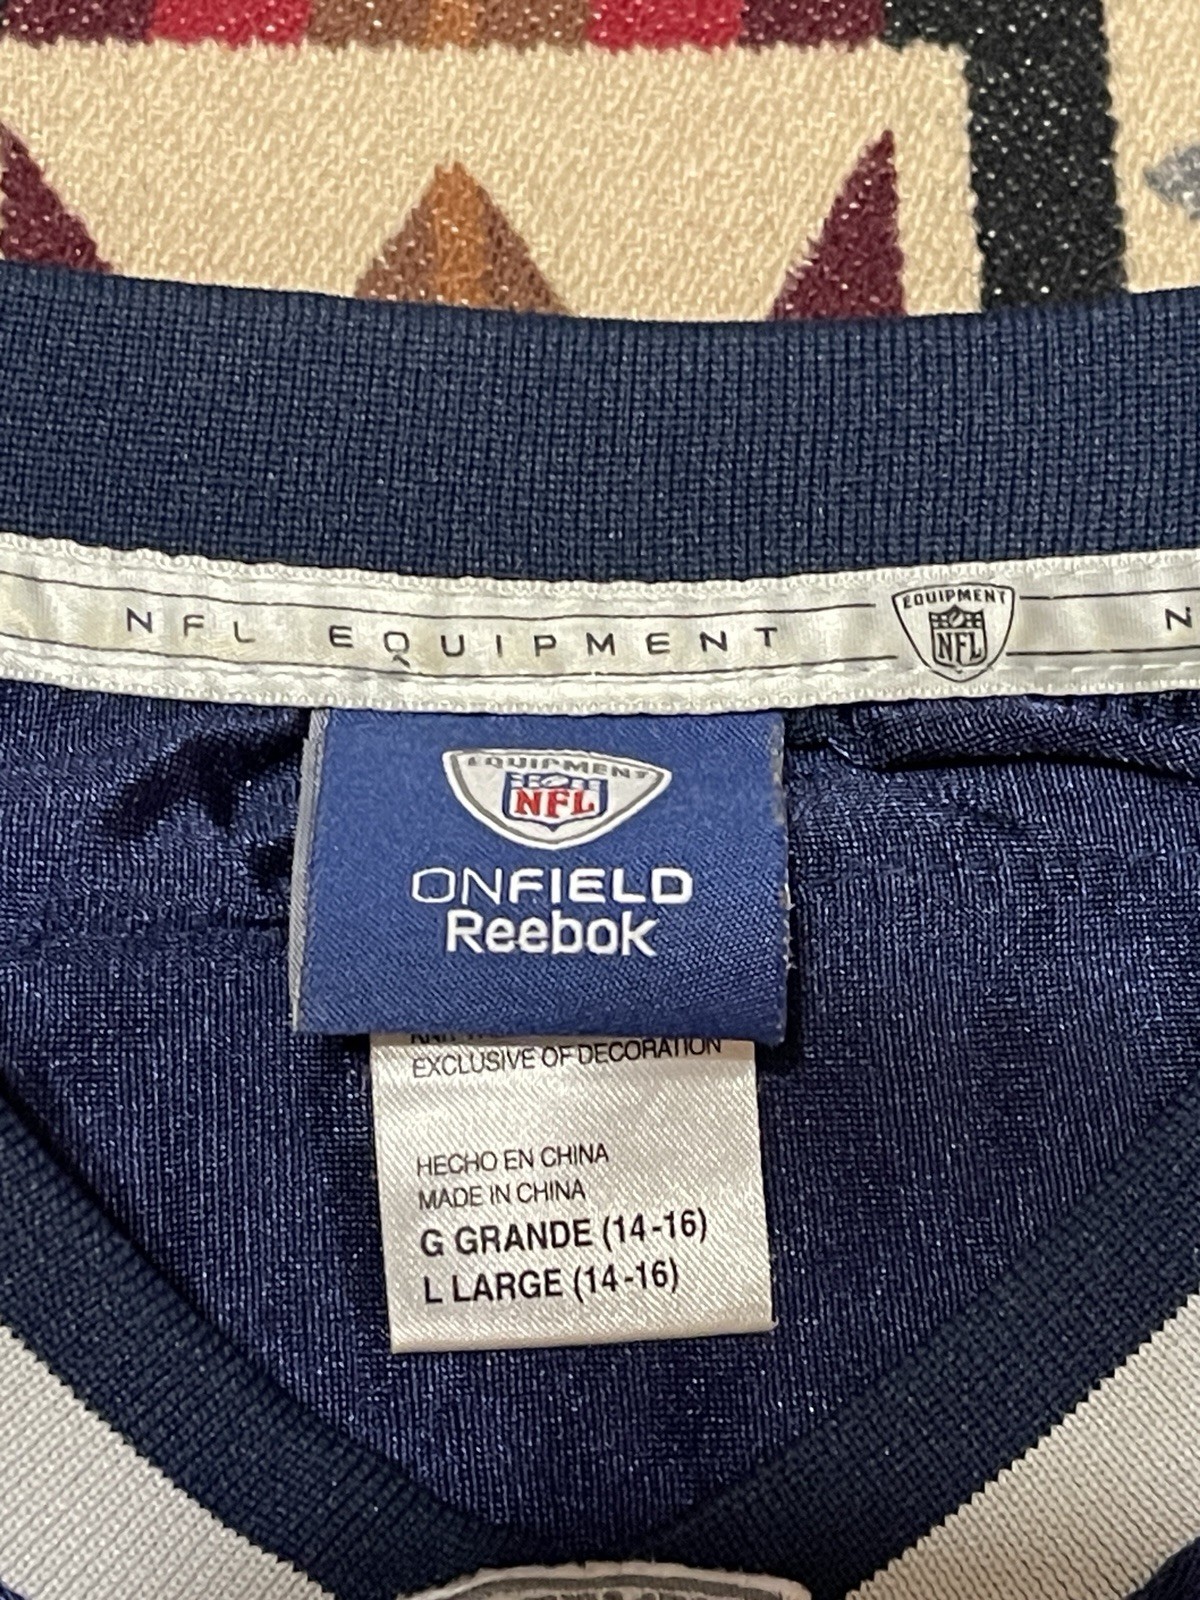 NFL EQUIPMENT
EQUIPMENT
NFL
N
EQUIPMENT
NFL
ONFIELD
Reebok
EXCLUSIVE OF DECORATION
HECHO EN CHINA
MADE IN CHINA
G GRANDE (14-16)
L LARGE (14-16)